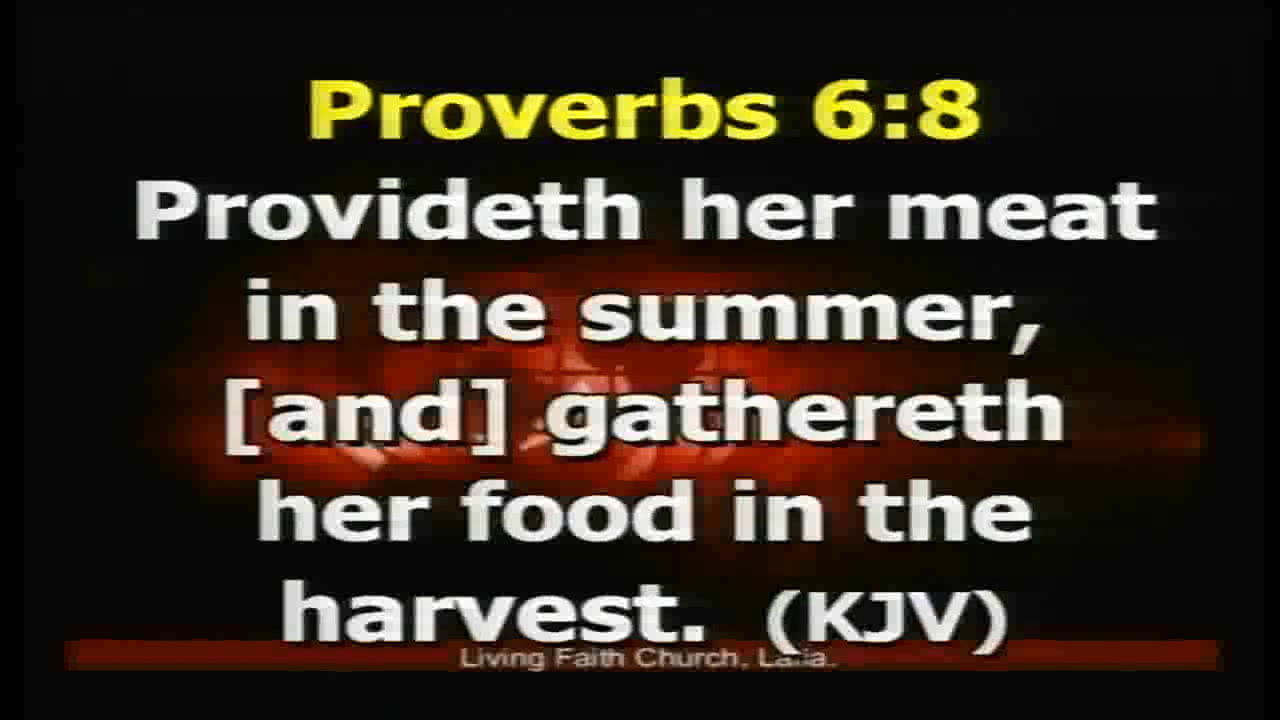 Proverbs 6:8
Provideth her meat
in the summer,
[and] gathereth
her food in the
harvest. (KJV)
Living Faith Church,